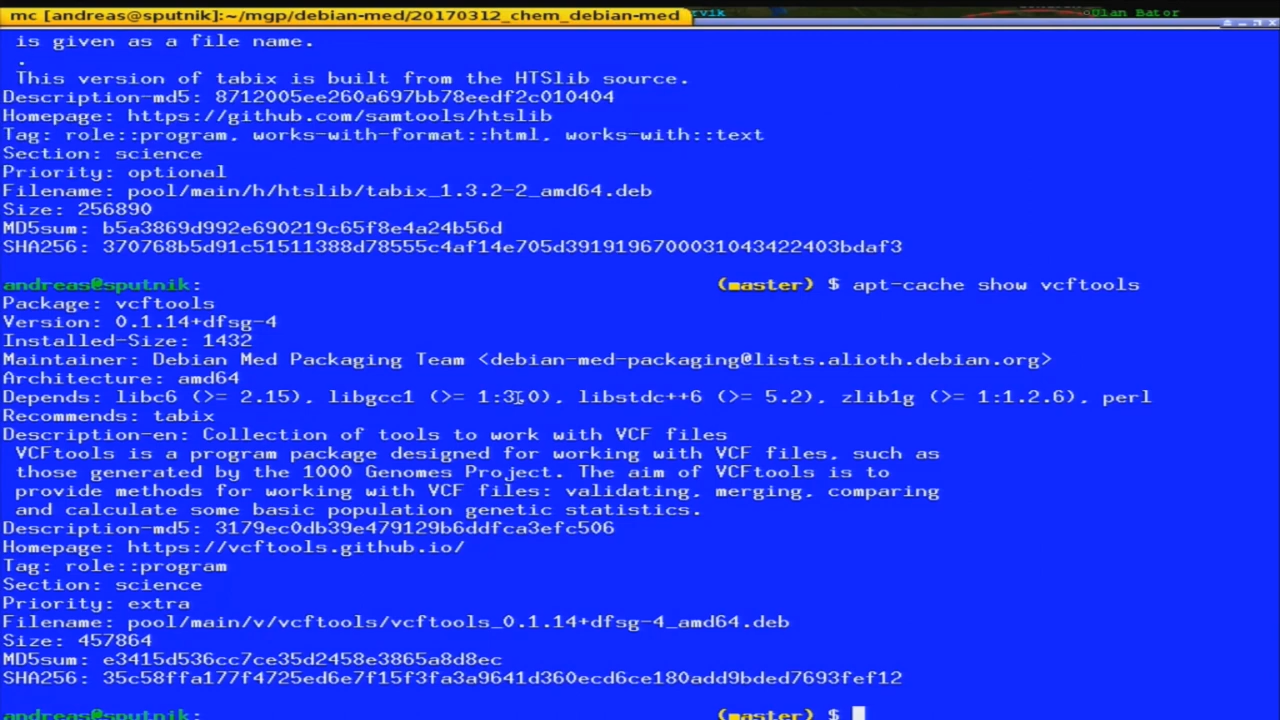 mc [andreas@sputnik]:~/mgp/debian-med/20170312_chem_debian-med
rvik
Ulan Bator
is given as a file name.
.
This version of tabix is built from the HTSlib source.
Description-md5: 8712005ee260a697bb78eedf2c010404
Homepage: https://github.com/samtools/htslib
Tag: role::program, works-with-format::html, works-with::text
Section: science
Priority: optional
Filename: pool/main/h/htslib/tabix_1.3.2-2_amd64.deb
Size: 256890
MD5sum: b5a3869d992e690219c65f8e4a24b56d
SHA256: 370768b5d91c51511388d78555c4af14e705d3919196700031043422403bdaf3
andreas@sputnik: (master) $ apt-cache show vcftools
Package: vcftools
Version: 0.1.14+dfsg-4
Installed-Size: 1432
Maintainer: Debian Med Packaging Team <debian-med-packaging@lists.alioth.debian.org>
Architecture: amd64
Depends: libc6 (>= 2.15), libgcc1 (>= 1:3.0), libstdc++6 (>= 5.2), zlib1g (>= 1:1.2.6), perl
Recommends: tabix
Description-en: Collection of tools to work with VCF files
VCFtools is a program package designed for working with VCF files, such as
those generated by the 1000 Genomes Project. The aim of VCFtools is to
provide methods for working with VCF files: validating, merging, comparing
and calculate some basic population genetic statistics.
Description-md5: 3179ec0db39e479129b6ddfca3efc506
Homepage: https://vcftools.github.io/
Tag: role::program
Section: science
Priority: extra
Filename: pool/main/v/vcftools/vcftools_0.1.14+dfsg-4_amd64.deb
Size: 457864
MD5sum: e3415d536cc7ce35d2458e3865a8d8ec
SHA256: 35c58ffa177f4725ed6e7f15f3fa3a9641d360ecd6ce180add9bded7693fef12
andreas@sputnik: (master) $